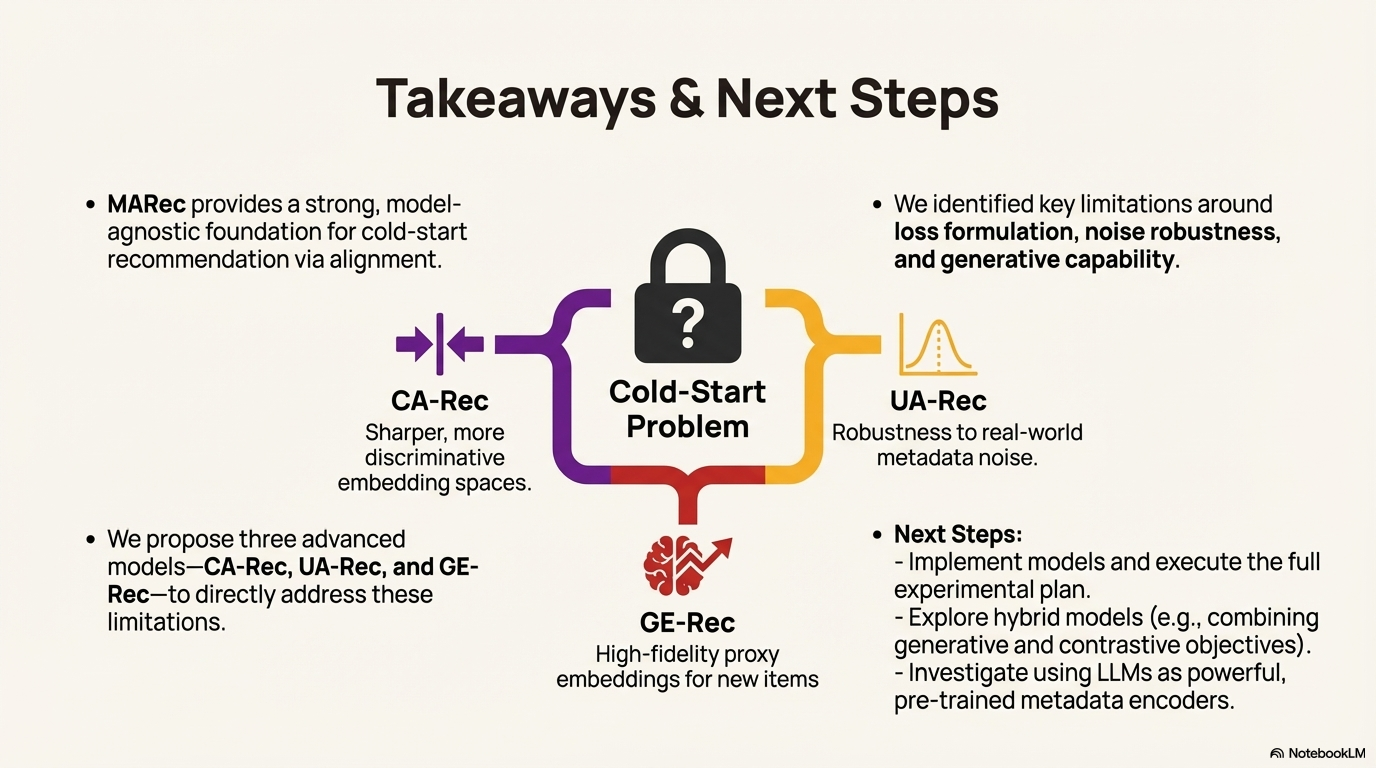 Takeaways & Next Steps
• MARec provides a strong, model-
agnostic foundation for cold-start
recommendation via alignment.
• We identified key limitations around
loss formulation, noise robustness,
and generative capability.
?
Cold-Start
Problem
CA-Rec
Sharper, more
discriminative
embedding spaces.
UA-Rec
Robustness to real-world
metadata noise.
• We propose three advanced
models—CA-Rec, UA-Rec, and GE-
Rec—to directly address these
limitations.
GE-Rec
High-fidelity proxy
embeddings for new items
• Next Steps:
- Implement models and execute the full
experimental plan.
- Explore hybrid models (e.g., combining
generative and contrastive objectives).
- Investigate using LLMs as powerful,
pre-trained metadata encoders.
NotebookLM